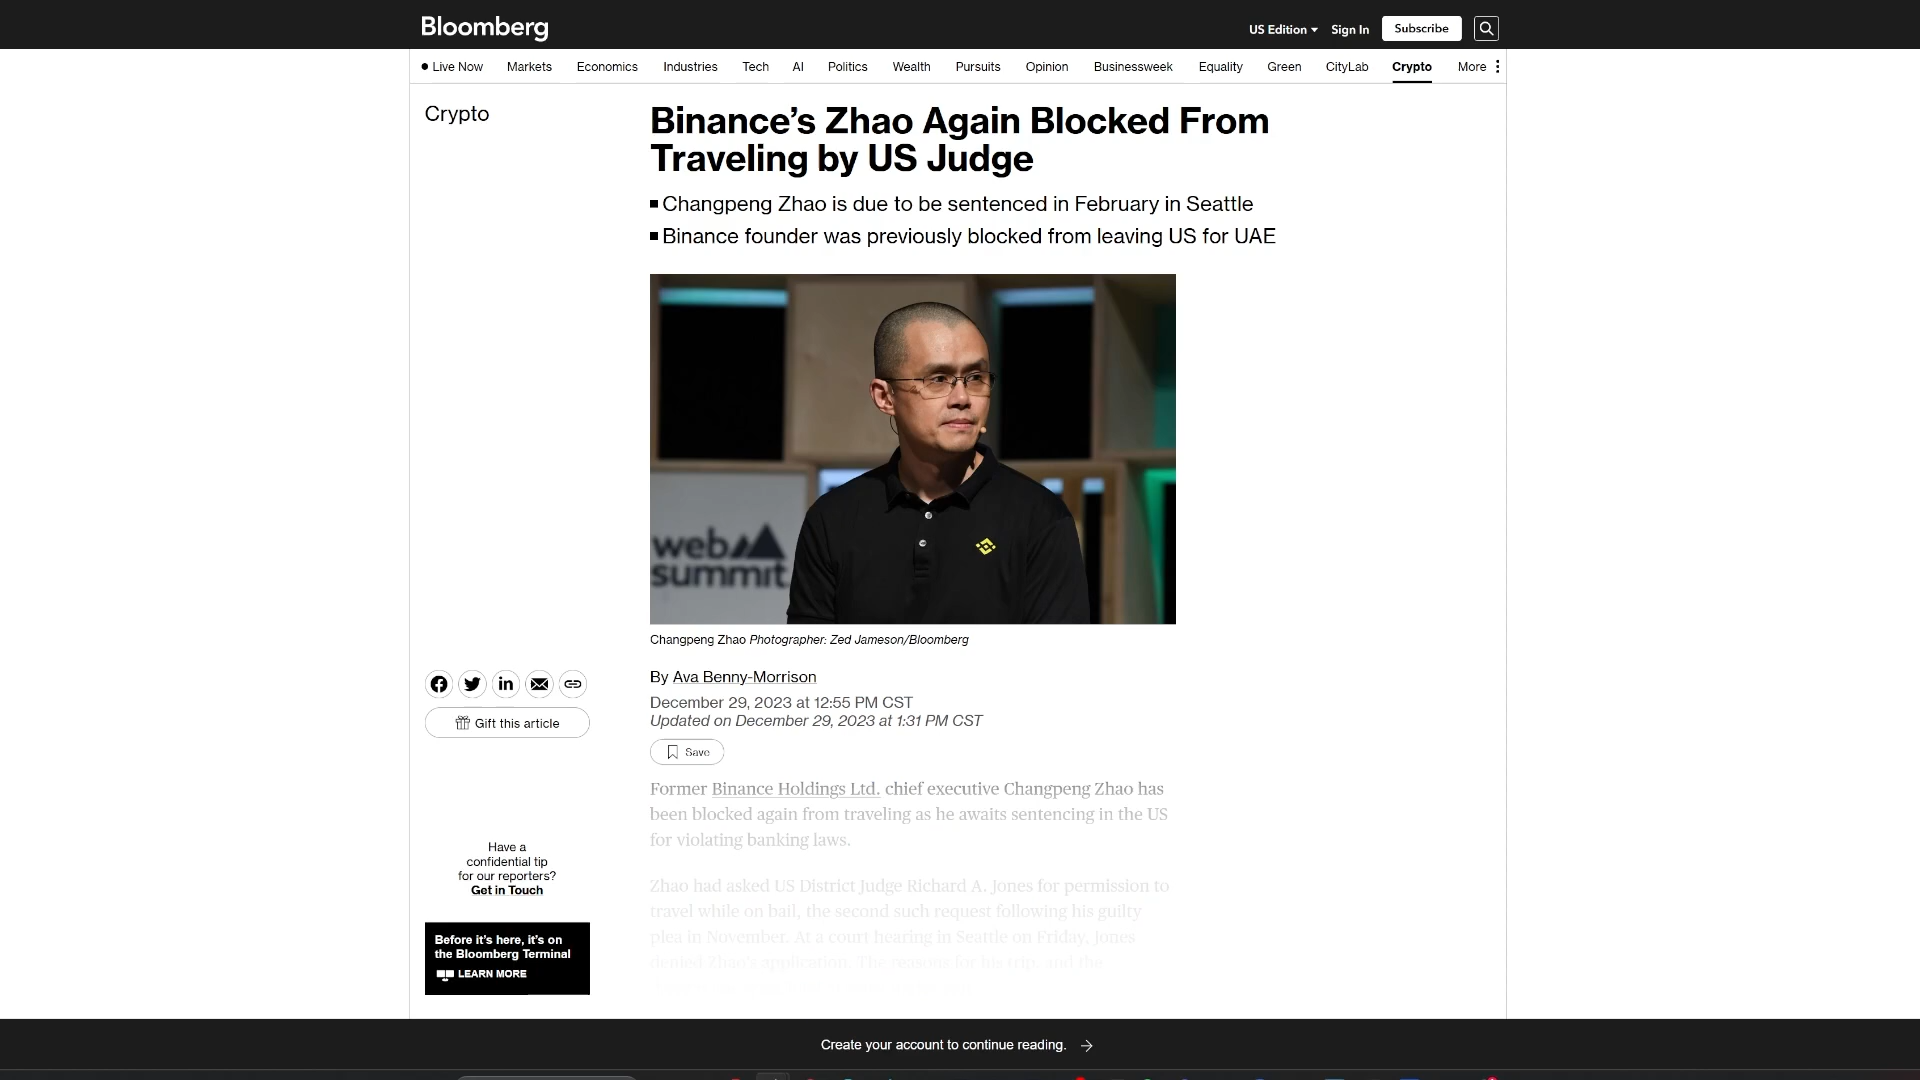 Bloomberg
US Edition Sign In Subscribe
Live Now Markets Economics Industries Tech AI Politics Wealth Pursuits Opinion Businessweek Equality Green CityLab Crypto More
Crypto
Binance’s Zhao Again Blocked From
Traveling by US Judge
Changpeng Zhao is due to be sentenced in February in Seattle
Binance founder was previously blocked from leaving US for UAE
web
summit
Changpeng Zhao Photographer: Zed Jameson/Bloomberg
By Ava Benny-Morrison
December 29, 2023 at 12:55 PM CST
Updated on December 29, 2023 at 1:31 PM CST
Gift this article
Save
Former Binance Holdings Ltd. chief executive Changpeng Zhao has
been blocked again from traveling as he awaits sentencing in the US
for violating banking laws.
Zhao had asked US District Judge Richard A. Jones for permission to
travel while on bail, the second such request following his guilty
plea in November. At a court hearing in Seattle on Friday, Jones
denied Zhao’s application. The reasons for his trip, and the
Have a
confidential tip
for our reporters?
Get in Touch
Before it’s here, it’s on
the Bloomberg Terminal
LEARN MORE
Create your account to continue reading.